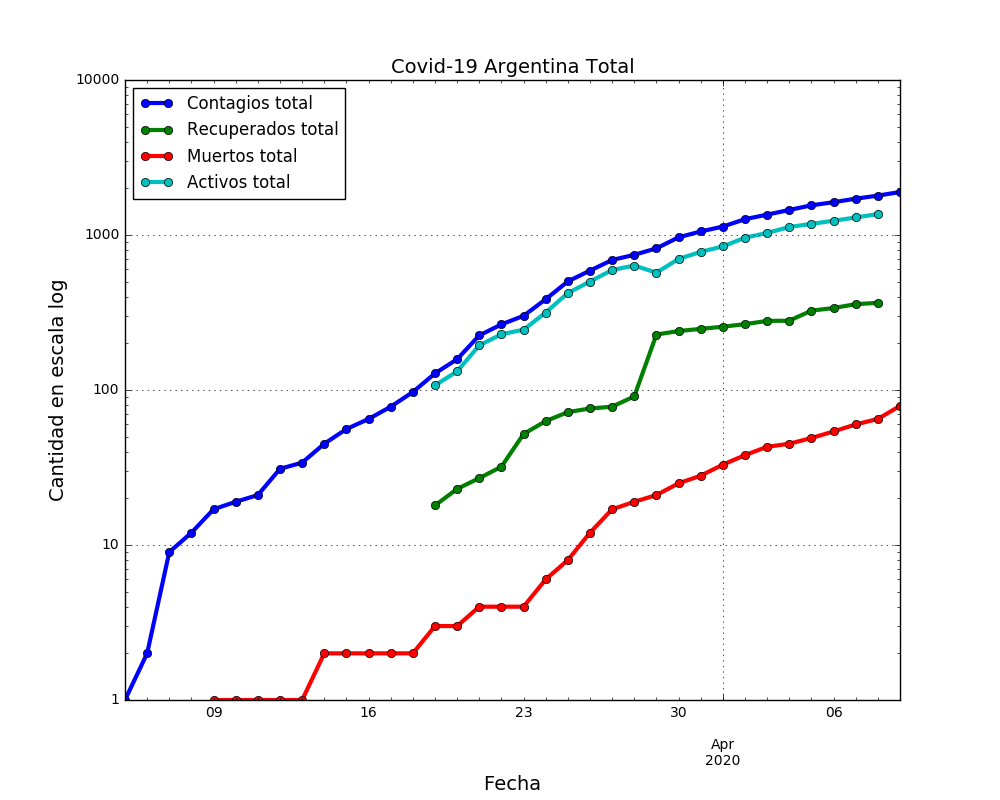 Covid-19 Argentina Total
Contagios total
Recuperados total
Muertos total
Activos total
Cantidad en escala log
10000
1000
100
10
1
09 16 23 30 06
Apr
2020
Fecha